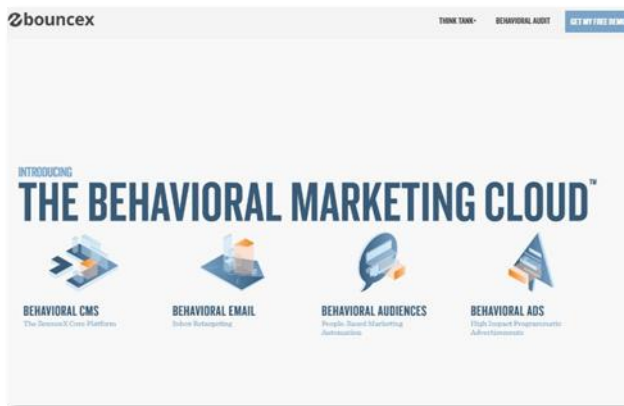 bouncex
THINK TANK
BEHAVIORAL AUDIT
GET MY FREE DEMO
INTRODUCING
THE BEHAVIORAL MARKETING CLOUD™
BEHAVIORAL CMS
The BounceX Core Platform
BEHAVIORAL EMAIL
Inbox Retargeting
BEHAVIORAL AUDIENCES
People-Based Marketing
Automation
BEHAVIORAL ADS
High Impact Programmatic
Advertisements